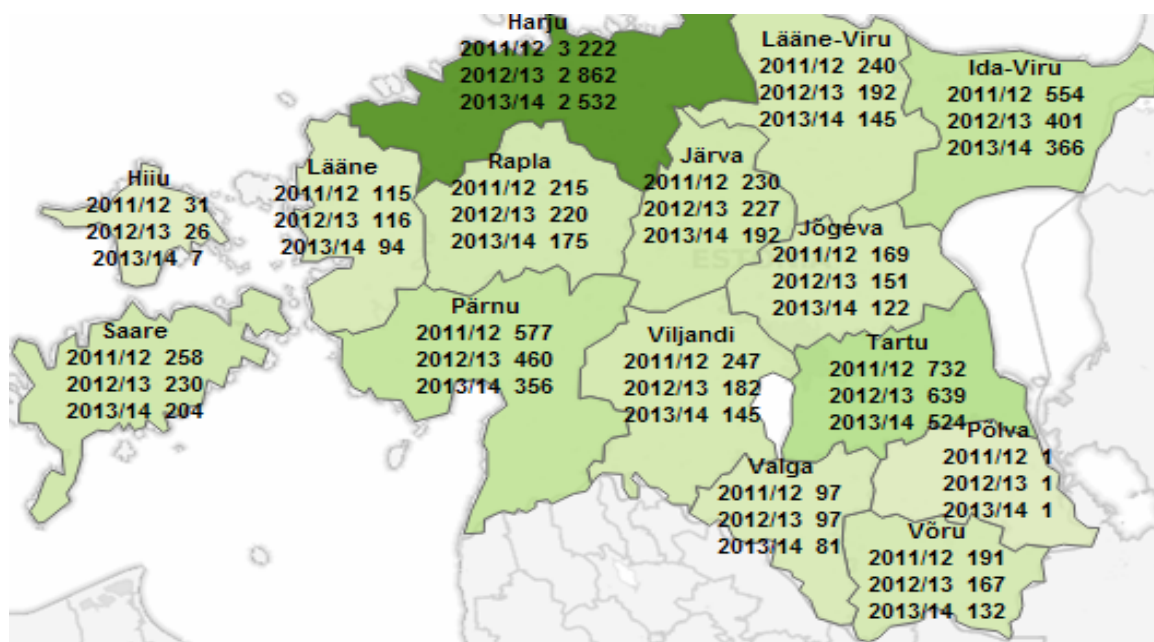 Harju
2011/12 3 222
2012/13 2 862
2013/14 2 532
Lääne-Viru
2011/12 240
2012/13 192
2013/14 145
Ida-Viru
2011/12 554
2012/13 401
2013/14 366
Hiiu
2011/12 31
2012/13 26
2013/14 7
Lääne
2011/12 115
2012/13 116
2013/14 94
Rapla
2011/12 215
2012/13 220
2013/14 175
Järva
2011/12 230
2012/13 227
2013/14 192
Jõgeva
2011/12 169
2012/13 151
2013/14 122
Saare
2011/12 258
2012/13 230
2013/14 204
Pärnu
2011/12 577
2012/13 460
2013/14 356
Viljandi
2011/12 247
2012/13 182
2013/14 145
Tartu
2011/12 732
2012/13 639
2013/14 524
Põlva
2011/12 1
2012/13 1
2013/14 1
Valga
2011/12 97
2012/13 97
2013/14 81
Võru
2011/12 191
2012/13 167
2013/14 132